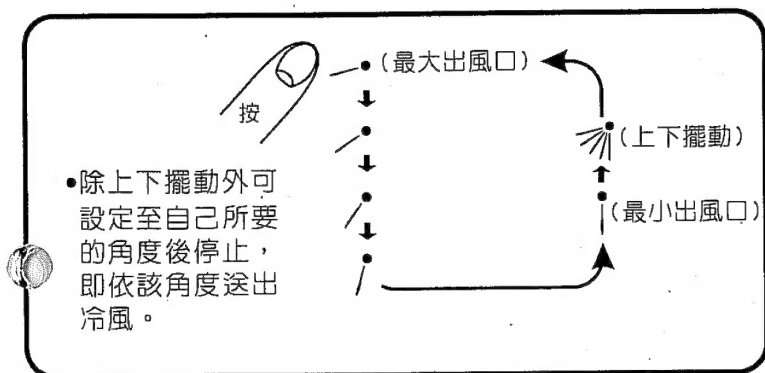 (最大出風口)
按
(上下擺動)
(最小出風口)
•除上下擺動外可
設定至自己所要
的角度後停止，
即依該角度送出
冷風。